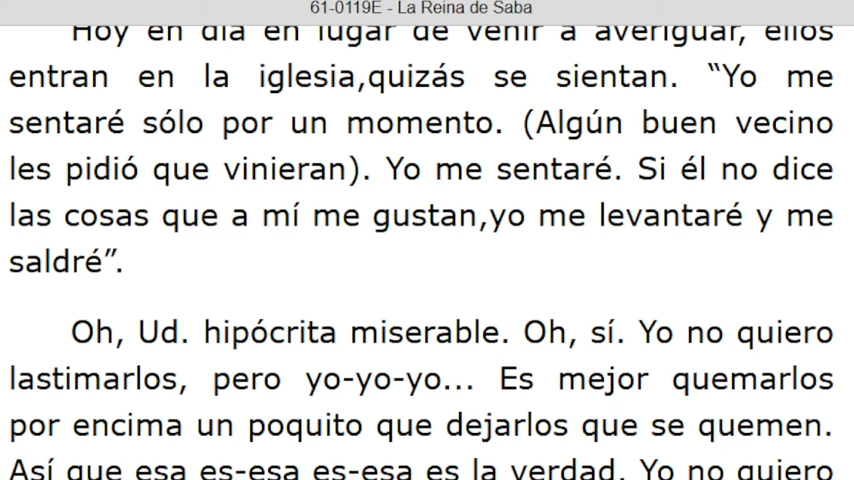 61-0119E - La Reina de Saba
Hoy en día en lugar de venir a averiguar, ellos
entran en la iglesia,quizás se sientan. “Yo me
sentaré sólo por un momento. (Algún buen vecino
les pidió que vinieran). Yo me sentaré. Si él no dice
las cosas que a mí me gustan,yo me levantaré y me
saldré”.
Oh, Ud. hipócrita miserable. Oh, sí. Yo no quiero
lastimarlos, pero yo-yo-yo... Es mejor quemarlos
por encima un poquito que dejarlos que se quemen.
Así que esa es-esa es-esa es la verdad. Yo no quiero